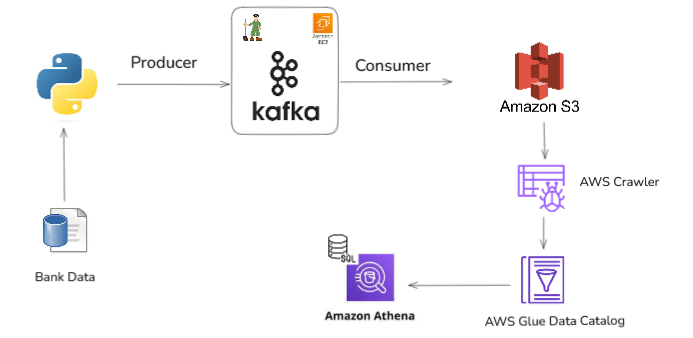 Producer
Amazon
EC2
kafka
Consumer
Amazon S3
AWS Crawler
Bank Data
SQL
Amazon Athena
AWS Glue Data Catalog